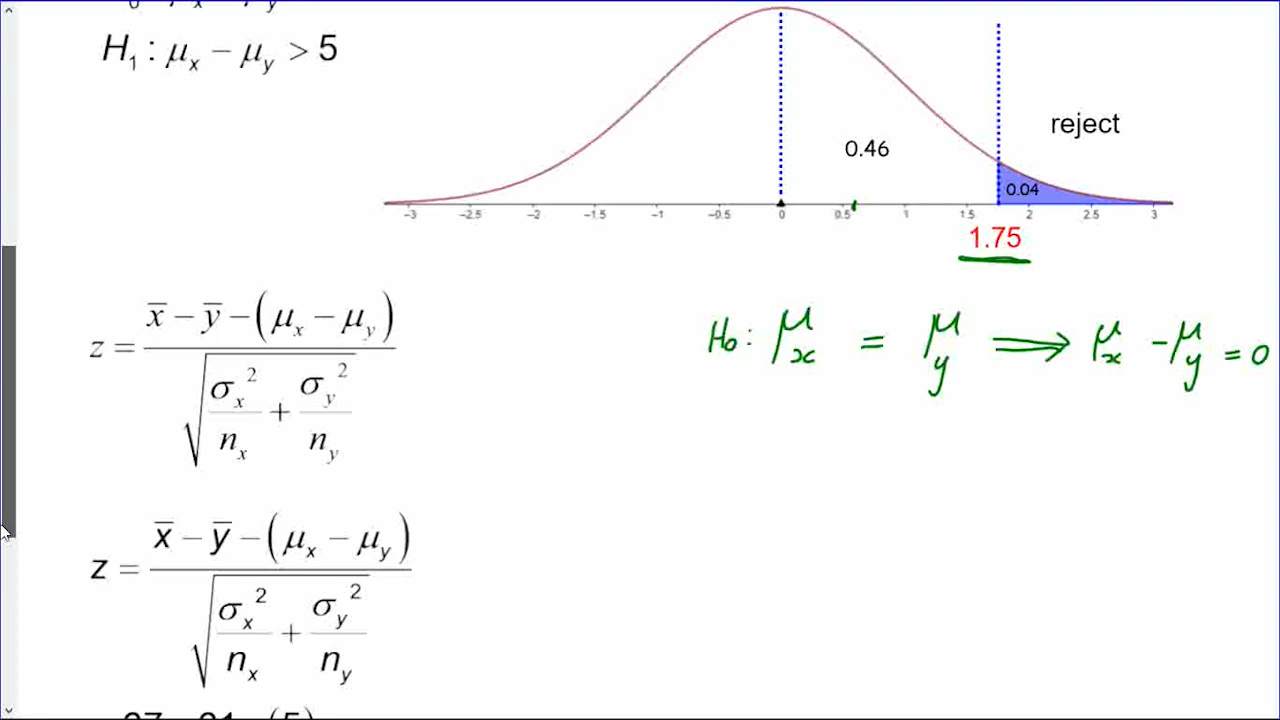 H₁ : μₓ − μᵧ > 5
reject
0.46
0.04
−3 −2.5 −2 −1.5 −1 −0.5 0 0.5 1 1.5 2 2.5 3
1.75
z = (x̄ − ȳ − (μₓ − μᵧ)) / √(σₓ²/nₓ + σᵧ²/nᵧ)
H₀ : μₓ = μᵧ ⟹ μₓ − μᵧ = 0
z = (x̄ − ȳ − (μₓ − μᵧ)) / √(σₓ²/nₓ + σᵧ²/nᵧ)